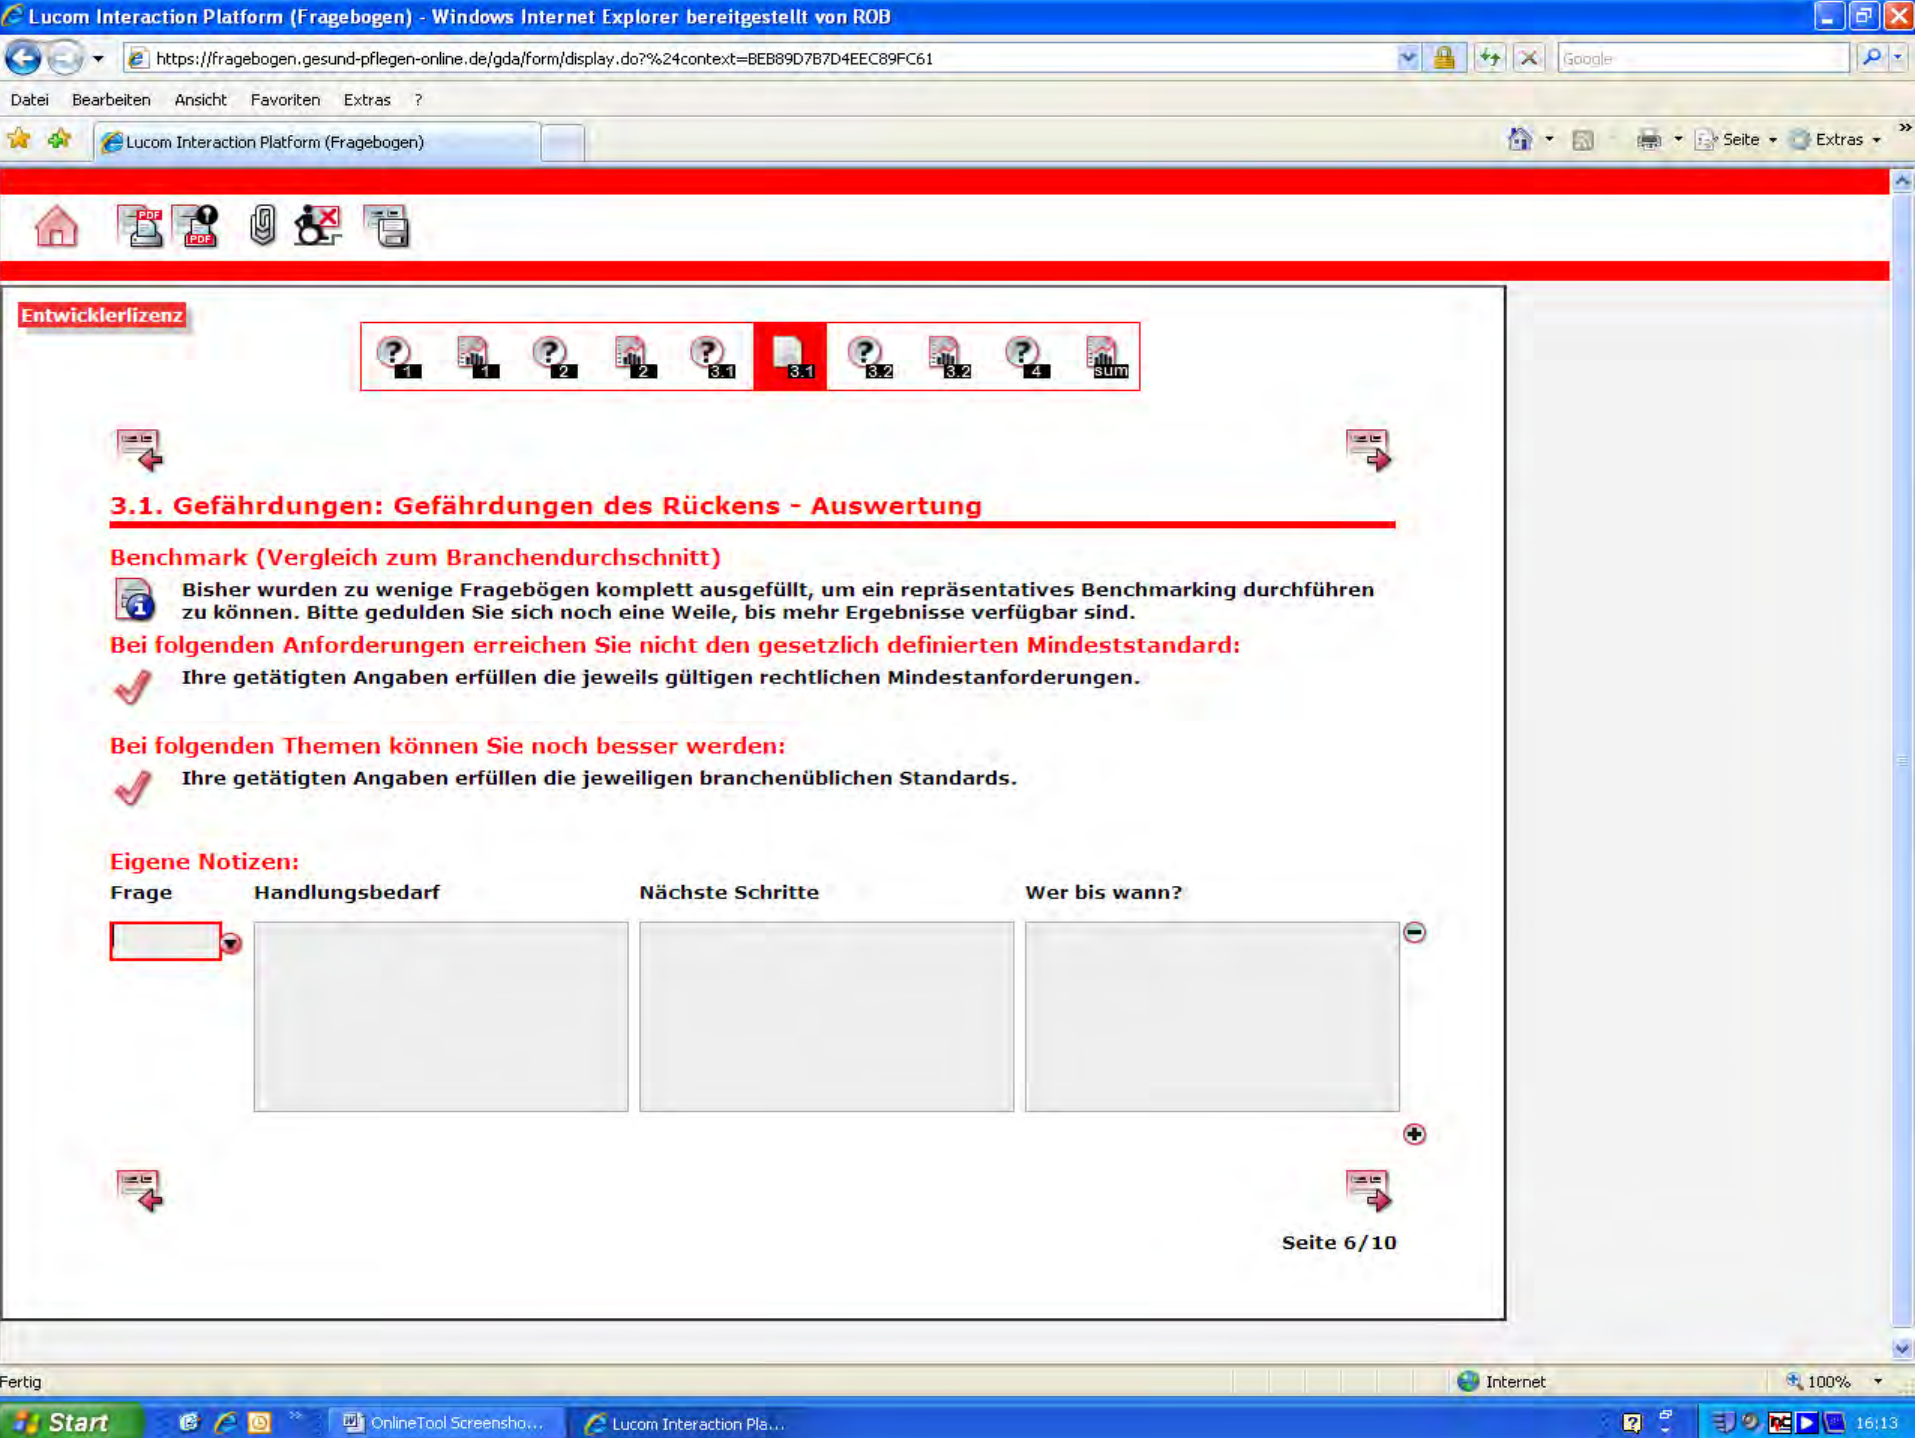 Lucom Interaction Platform (Fragebogen) - Windows Internet Explorer bereitgestellt von ROB
https://fragebogen.gesund-pflegen-online.de/gda/form/display.do?%24context=BEB89D7B7D4EEC89FC61
Google
Datei Bearbeiten Ansicht Favoriten Extras ?
Lucom Interaction Platform (Fragebogen)
Seite Extras »
PDF PDF
Entwicklerlizenz
? 1 1 ? 2 2 ? 3.1 3.1 ? 3.2 3.2 ? 4 sum
3.1. Gefährdungen: Gefährdungen des Rückens - Auswertung
Benchmark (Vergleich zum Branchendurchschnitt)
Bisher wurden zu wenige Fragebögen komplett ausgefüllt, um ein repräsentatives Benchmarking durchführen
zu können. Bitte gedulden Sie sich noch eine Weile, bis mehr Ergebnisse verfügbar sind.
Bei folgenden Anforderungen erreichen Sie nicht den gesetzlich definierten Mindeststandard:
Ihre getätigten Angaben erfüllen die jeweils gültigen rechtlichen Mindestanforderungen.
Bei folgenden Themen können Sie noch besser werden:
Ihre getätigten Angaben erfüllen die jeweiligen branchenüblichen Standards.
Eigene Notizen:
Frage Handlungsbedarf Nächste Schritte Wer bis wann?
Seite 6/10
Fertig Internet 100%
Start » OnlineTool Screensho... Lucom Interaction Pla... 16:13